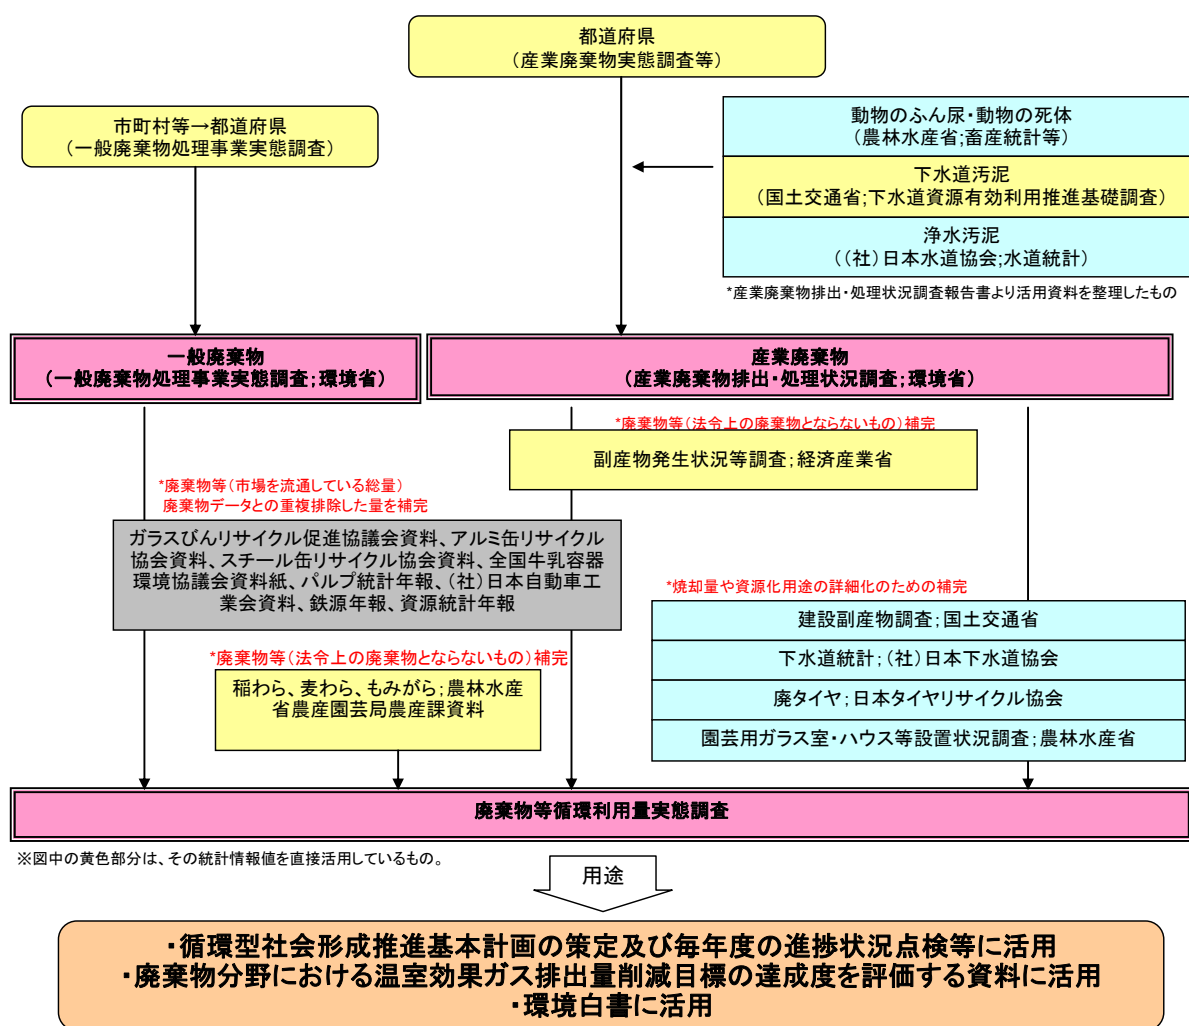 都道府県
（産業廃棄物実態調査等）
市町村等→都道府県
（一般廃棄物処理事業実態調査）
動物のふん尿・動物の死体
（農林水産省;畜産統計等）
下水道汚泥
（国土交通省;下水道資源有効利用推進基礎調査）
浄水汚泥
（（社）日本水道協会;水道統計）
*産業廃棄物排出・処理状況調査報告書より活用資料を整理したもの
一般廃棄物
（一般廃棄物処理事業実態調査;環境省）
産業廃棄物
（産業廃棄物排出・処理状況調査;環境省）
*廃棄物等（法令上の廃棄物とならないもの）補完
副産物発生状況等調査;経済産業省
*廃棄物等（市場を流通している総量）
廃棄物データとの重複排除した量を補完
ガラスびんリサイクル促進協議会資料、アルミ缶リサイクル
協会資料、スチール缶リサイクル協会資料、全国牛乳容器
環境協議会資料紙、パルプ統計年報、（社）日本自動車工
業会資料、鉄源年報、資源統計年報
*焼却量や資源化用途の詳細化のための補完
建設副産物調査;国土交通省
下水道統計;（社）日本下水道協会
廃タイヤ;日本タイヤリサイクル協会
園芸用ガラス室・ハウス等設置状況調査;農林水産省
*廃棄物等（法令上の廃棄物とならないもの）補完
稲わら、麦わら、もみがら;農林水産
省農産園芸局農産課資料
廃棄物等循環利用量実態調査
※図中の黄色部分は、その統計情報値を直接活用しているもの。
用途
・循環型社会形成推進基本計画の策定及び毎年度の進捗状況点検等に活用
・廃棄物分野における温室効果ガス排出量削減目標の達成度を評価する資料に活用
・環境白書に活用